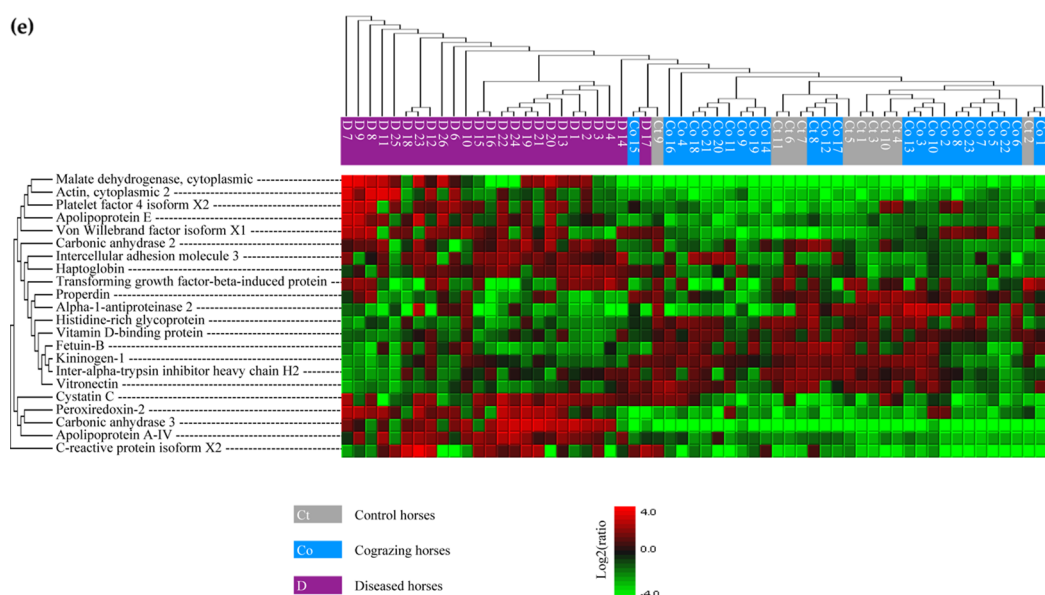 (e)
D 7 D 9 D 8 D 1 D 25 D 18 D 23 D 12 D 26 D 6 D 10 D 15 D 16 D 22 D 24 D 19 D 21 D 20 D 13 D 2 D 3 D 4 D 14 Co 15 D 17 Ct 9 Co 16 Co 4 Co 18 Co 21 Co 20 Co 11 Co 9 Co 19 Co 14 Ct 11 Ct 6 Ct 7 Co 8 Co 12 Co 17 Ct 5 Ct 1 Ct 3 Ct 10 Ct 4 Co 13 Co 3 Co 10 Co 2 Co 8 Co 23 Co 7 Co 5 Co 22 Co 6 Ct 2 Co 1
Malate dehydrogenase, cytoplasmic
Actin, cytoplasmic 2
Platelet factor 4 isoform X2
Apolipoprotein E
Von Willebrand factor isoform X1
Carbonic anhydrase 2
Intercellular adhesion molecule 3
Haptoglobin
Transforming growth factor-beta-induced protein
Properdin
Alpha-1-antiproteinase 2
Histidine-rich glycoprotein
Vitamin D-binding protein
Fetuin-B
Kininogen-1
Inter-alpha-trypsin inhibitor heavy chain H2
Vitronectin
Cystatin C
Peroxiredoxin-2
Carbonic anhydrase 3
Apolipoprotein A-IV
C-reactive protein isoform X2
Ct Control horses
Co Cograzing horses
D Diseased horses
Log2(ratio
4.0
0.0
-4.0